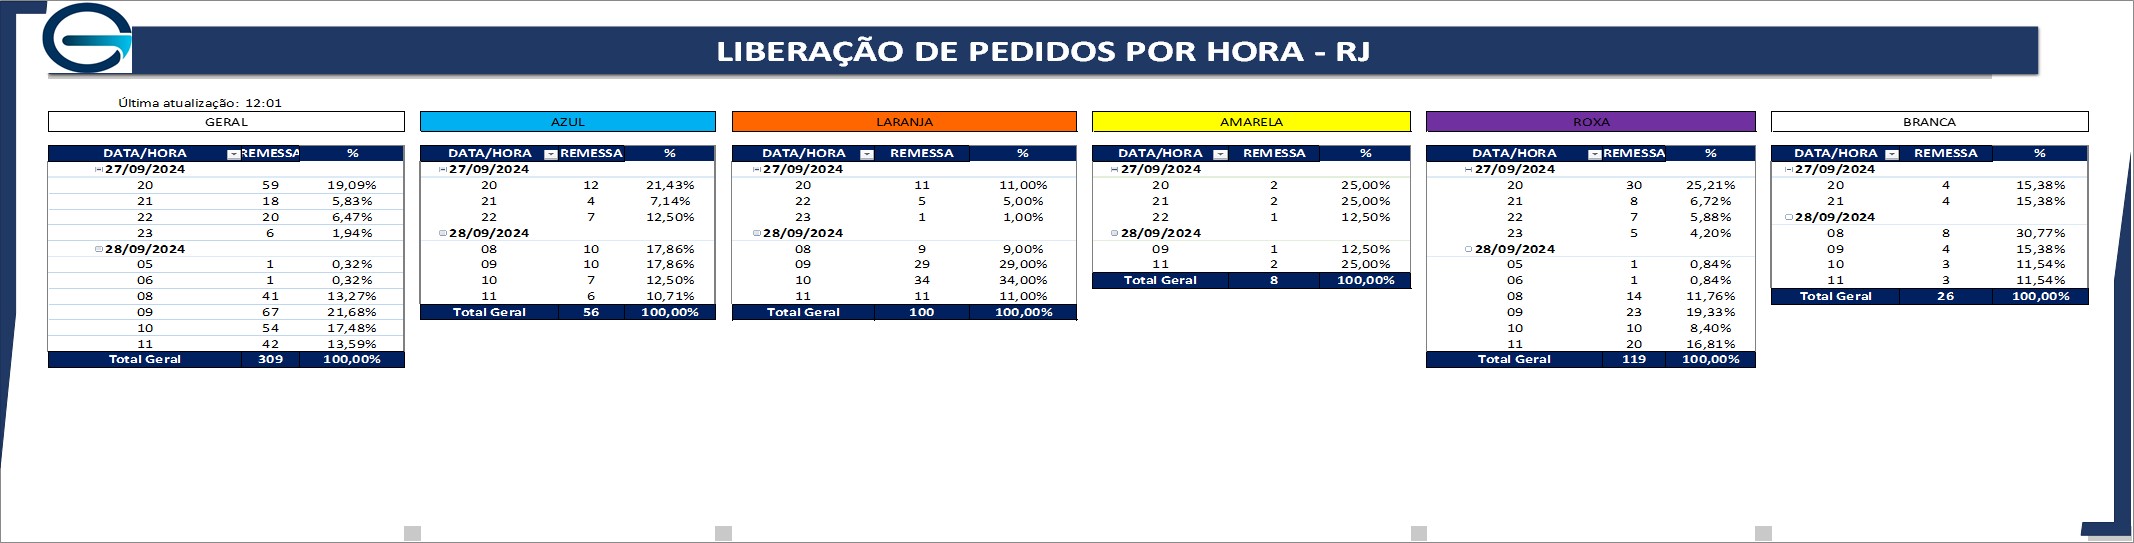 LIBERAÇÃO DE PEDIDOS POR HORA - RJ
Última atualização: 12:01
GERAL
DATA/HORA REMESSA %
27/09/2024
20 59 19,09%
21 18 5,83%
22 20 6,47%
23 6 1,94%
28/09/2024
05 1 0,32%
06 1 0,32%
08 41 13,27%
09 67 21,68%
10 54 17,48%
11 42 13,59%
Total Geral 309 100,00%
AZUL
DATA/HORA REMESSA %
27/09/2024
20 12 21,43%
21 4 7,14%
22 7 12,50%
28/09/2024
08 10 17,86%
09 10 17,86%
10 7 12,50%
11 6 10,71%
Total Geral 56 100,00%
LARANJA
DATA/HORA REMESSA %
27/09/2024
20 11 11,00%
22 5 5,00%
23 1 1,00%
28/09/2024
08 9 9,00%
09 29 29,00%
10 34 34,00%
11 11 11,00%
Total Geral 100 100,00%
AMARELA
DATA/HORA REMESSA %
27/09/2024
20 2 25,00%
21 2 25,00%
22 1 12,50%
28/09/2024
09 1 12,50%
11 2 25,00%
Total Geral 8 100,00%
ROXA
DATA/HORA REMESSA %
27/09/2024
20 30 25,21%
21 8 6,72%
22 7 5,88%
23 5 4,20%
28/09/2024
05 1 0,84%
06 1 0,84%
08 14 11,76%
09 23 19,33%
10 10 8,40%
11 20 16,81%
Total Geral 119 100,00%
BRANCA
DATA/HORA REMESSA %
27/09/2024
20 4 15,38%
21 4 15,38%
28/09/2024
08 8 30,77%
09 4 15,38%
10 3 11,54%
11 3 11,54%
Total Geral 26 100,00%